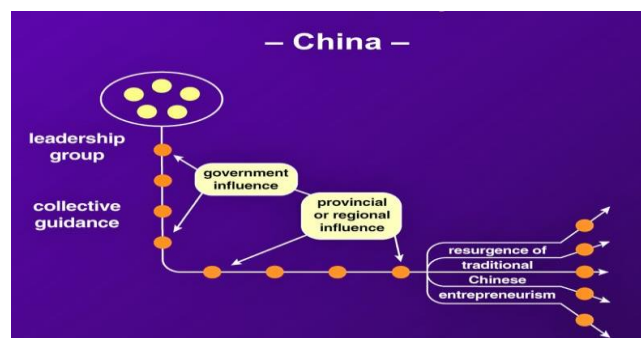 – China –
leadership
group
government
influence
collective
guidance
provincial
or regional
influence
resurgence of
traditional
Chinese
entrepreneurism